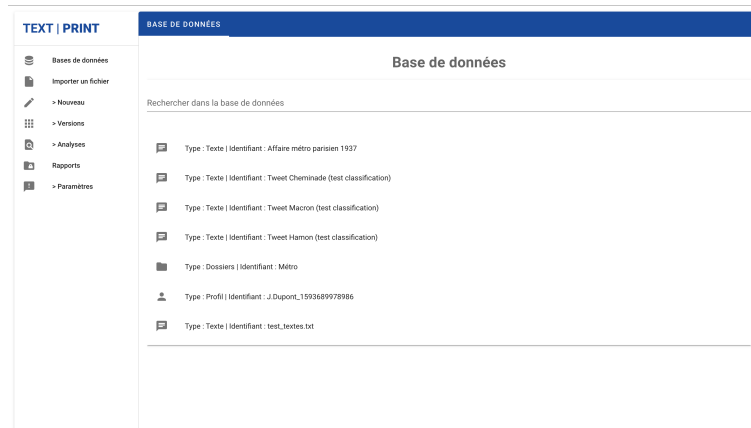 TEXT | PRINT
BASE DE DONNÉES
Bases de données
Importer un fichier
> Nouveau
> Versions
> Analyses
Rapports
> Paramètres
Base de données
Rechercher dans la base de données
Type : Texte | Identifiant : Affaire métro parisien 1937
Type : Texte | Identifiant : Tweet Cheminade (test classification)
Type : Texte | Identifiant : Tweet Macron (test classification)
Type : Texte | Identifiant : Tweet Hamon (test classification)
Type : Dossiers | Identifiant : Métro
Type : Profil | Identifiant : J.Dupont_1593689978986
Type : Texte | Identifiant : test_textes.txt